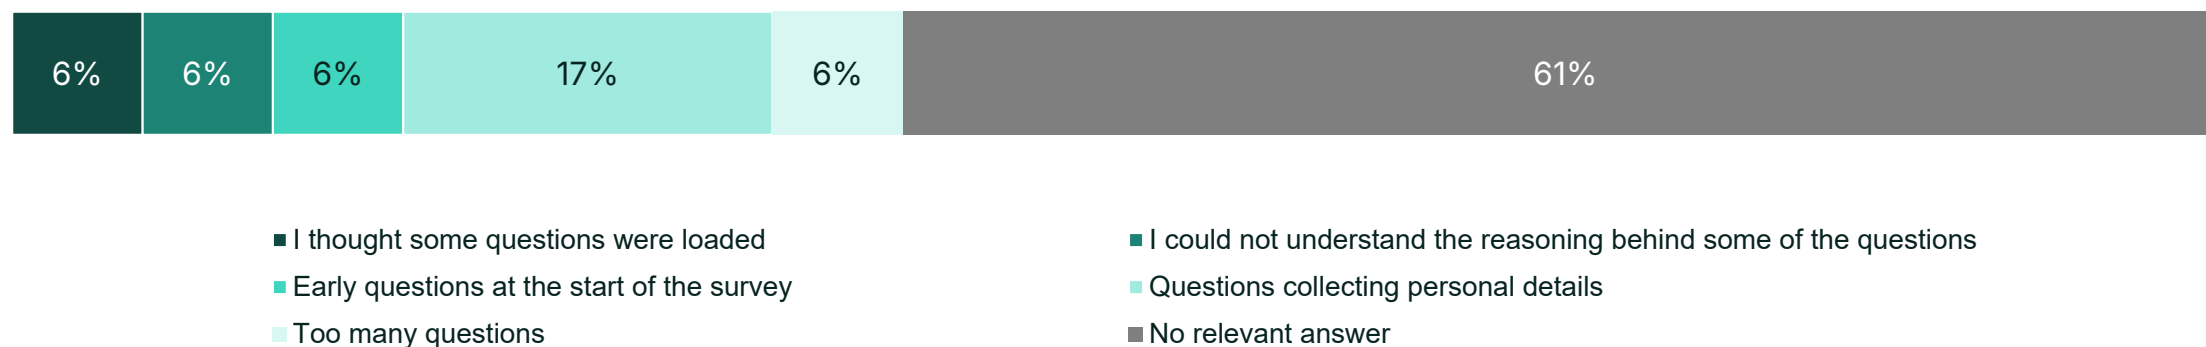 6% 6% 6% 17% 6% 61%
I thought some questions were loaded I could not understand the reasoning behind some of the questions
Early questions at the start of the survey Questions collecting personal details
Too many questions No relevant answer